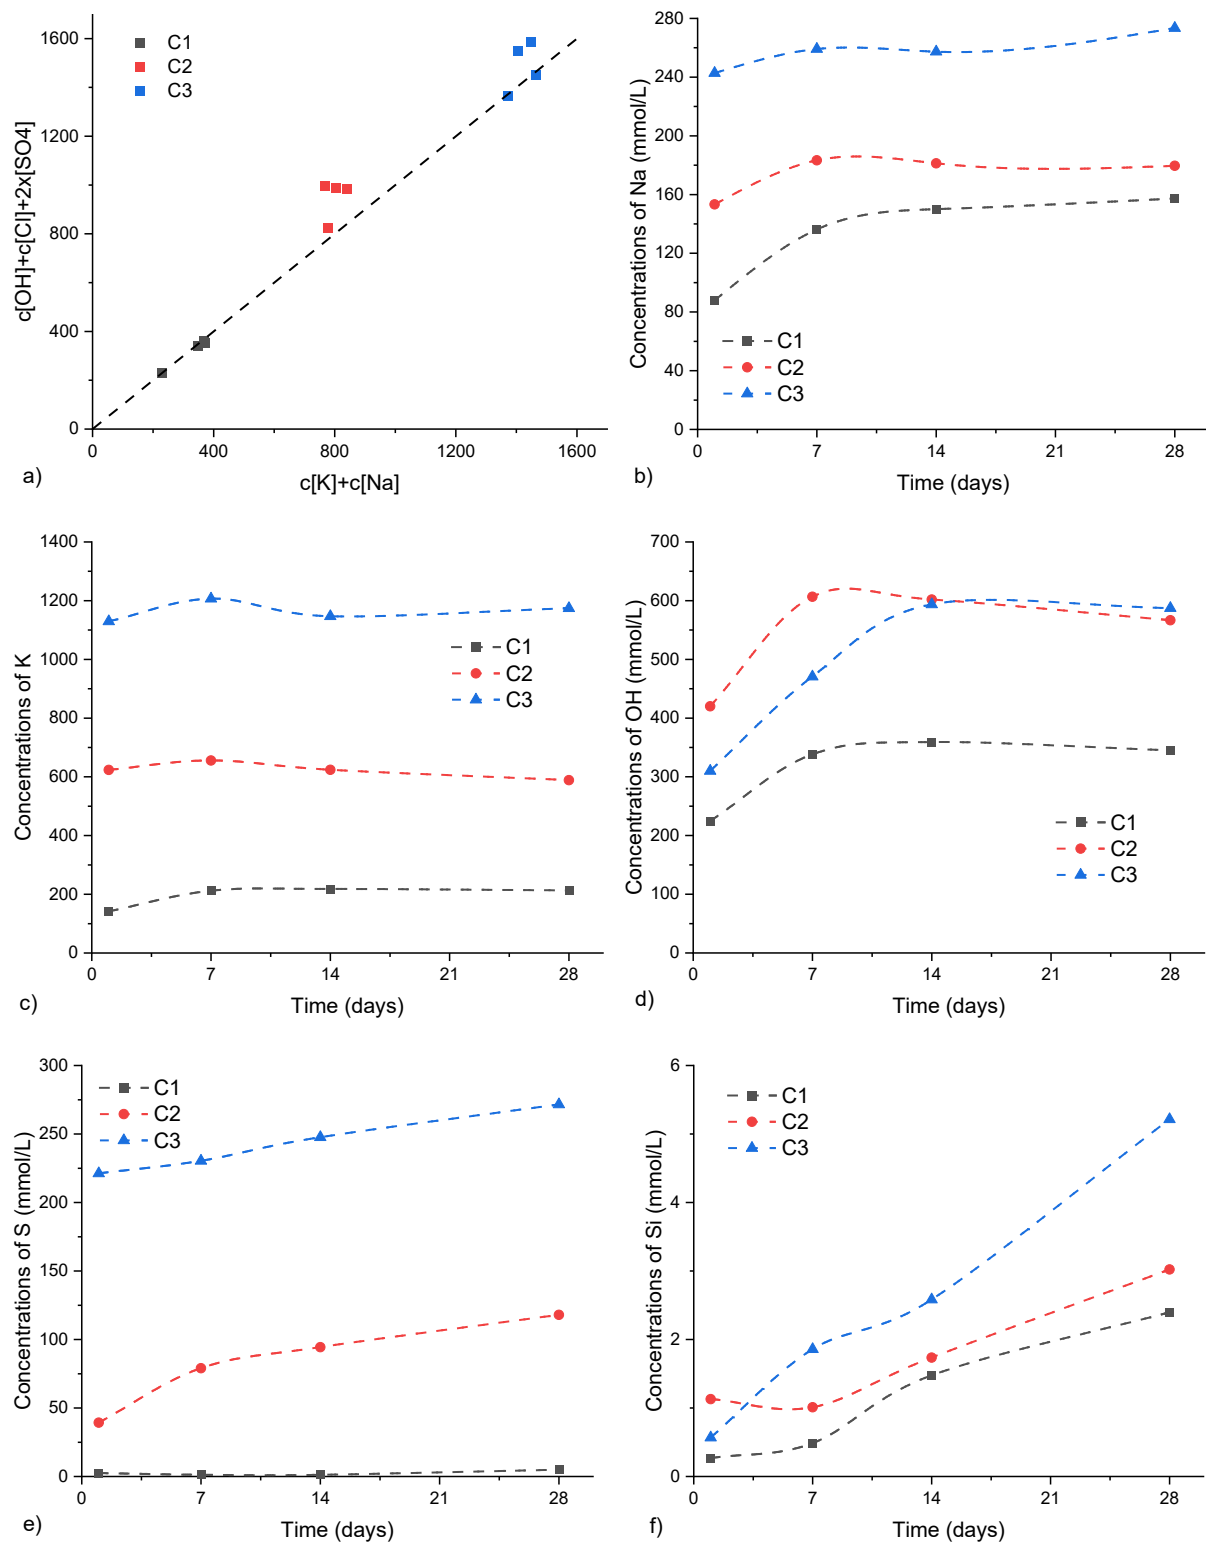 1600
1200
800
400
0
c[OH]+c[Cl]+2x[SO4]
C1
C2
C3
0 400 800 1200 1600
c[K]+c[Na]
a)
280
240
200
160
120
80
40
0
Concentrations of Na (mmol/L)
C1
C2
C3
0 7 14 21 28
Time (days)
b)
1400
1200
1000
800
600
400
200
0
Concentrations of K
C1
C2
C3
0 7 14 21 28
Time (days)
c)
700
600
500
400
300
200
100
0
Concentrations of OH (mmol/L)
C1
C2
C3
0 7 14 21 28
Time (days)
d)
300
250
200
150
100
50
0
Concentrations of S (mmol/L)
C1
C2
C3
0 7 14 21 28
Time (days)
e)
6
4
2
0
Concentrations of Si (mmol/L)
C1
C2
C3
0 7 14 21 28
Time (days)
f)